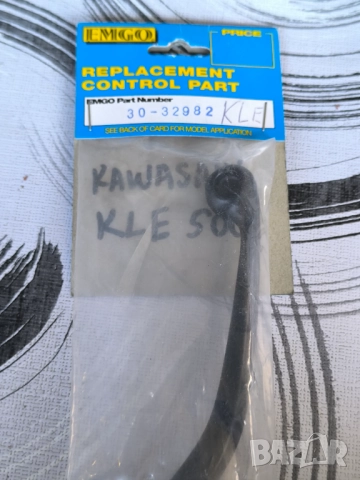 EMGO
PRICE
REPLACEMENT
CONTROL PART
EMGO Part Number
30-32982 KLE
SEE BACK OF CARD FOR MODEL APPLICATION
KLE 500
BAZAR